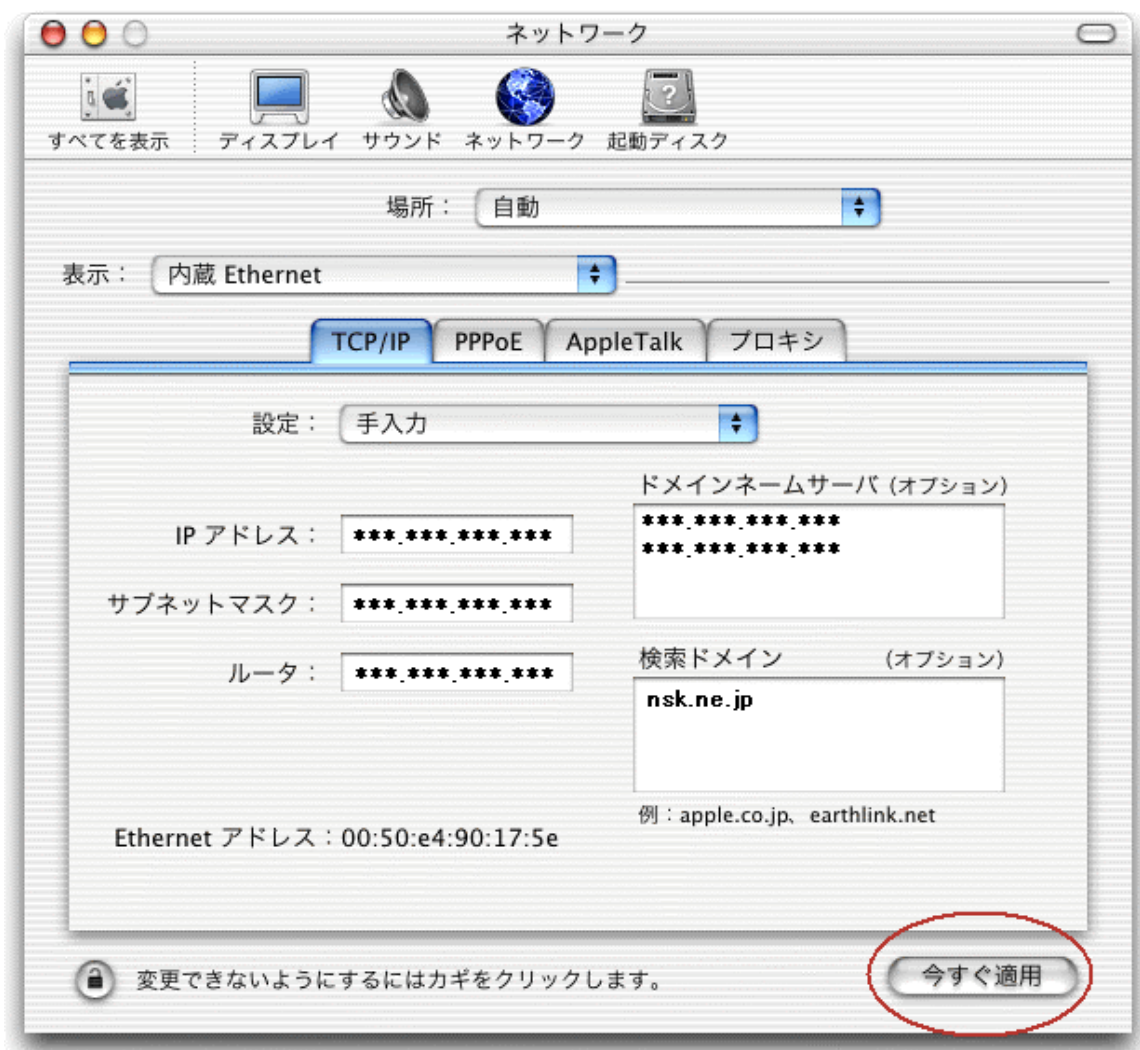 ネットワーク
すべてを表示 ディスプレイ サウンド ネットワーク 起動ディスク
場所： 自動
表示： 内蔵 Ethernet
TCP/IP PPPoE AppleTalk プロキシ
設定： 手入力
ドメインネームサーバ (オプション)
IP アドレス： ***.***.***.***
***.***.***.***
***.***.***.***
サブネットマスク： ***.***.***.***
ルータ： ***.***.***.***
検索ドメイン (オプション)
nsk.ne.jp
例：apple.co.jp、earthlink.net
Ethernet アドレス：00:50:e4:90:17:5e
変更できないようにするにはカギをクリックします。
今すぐ適用